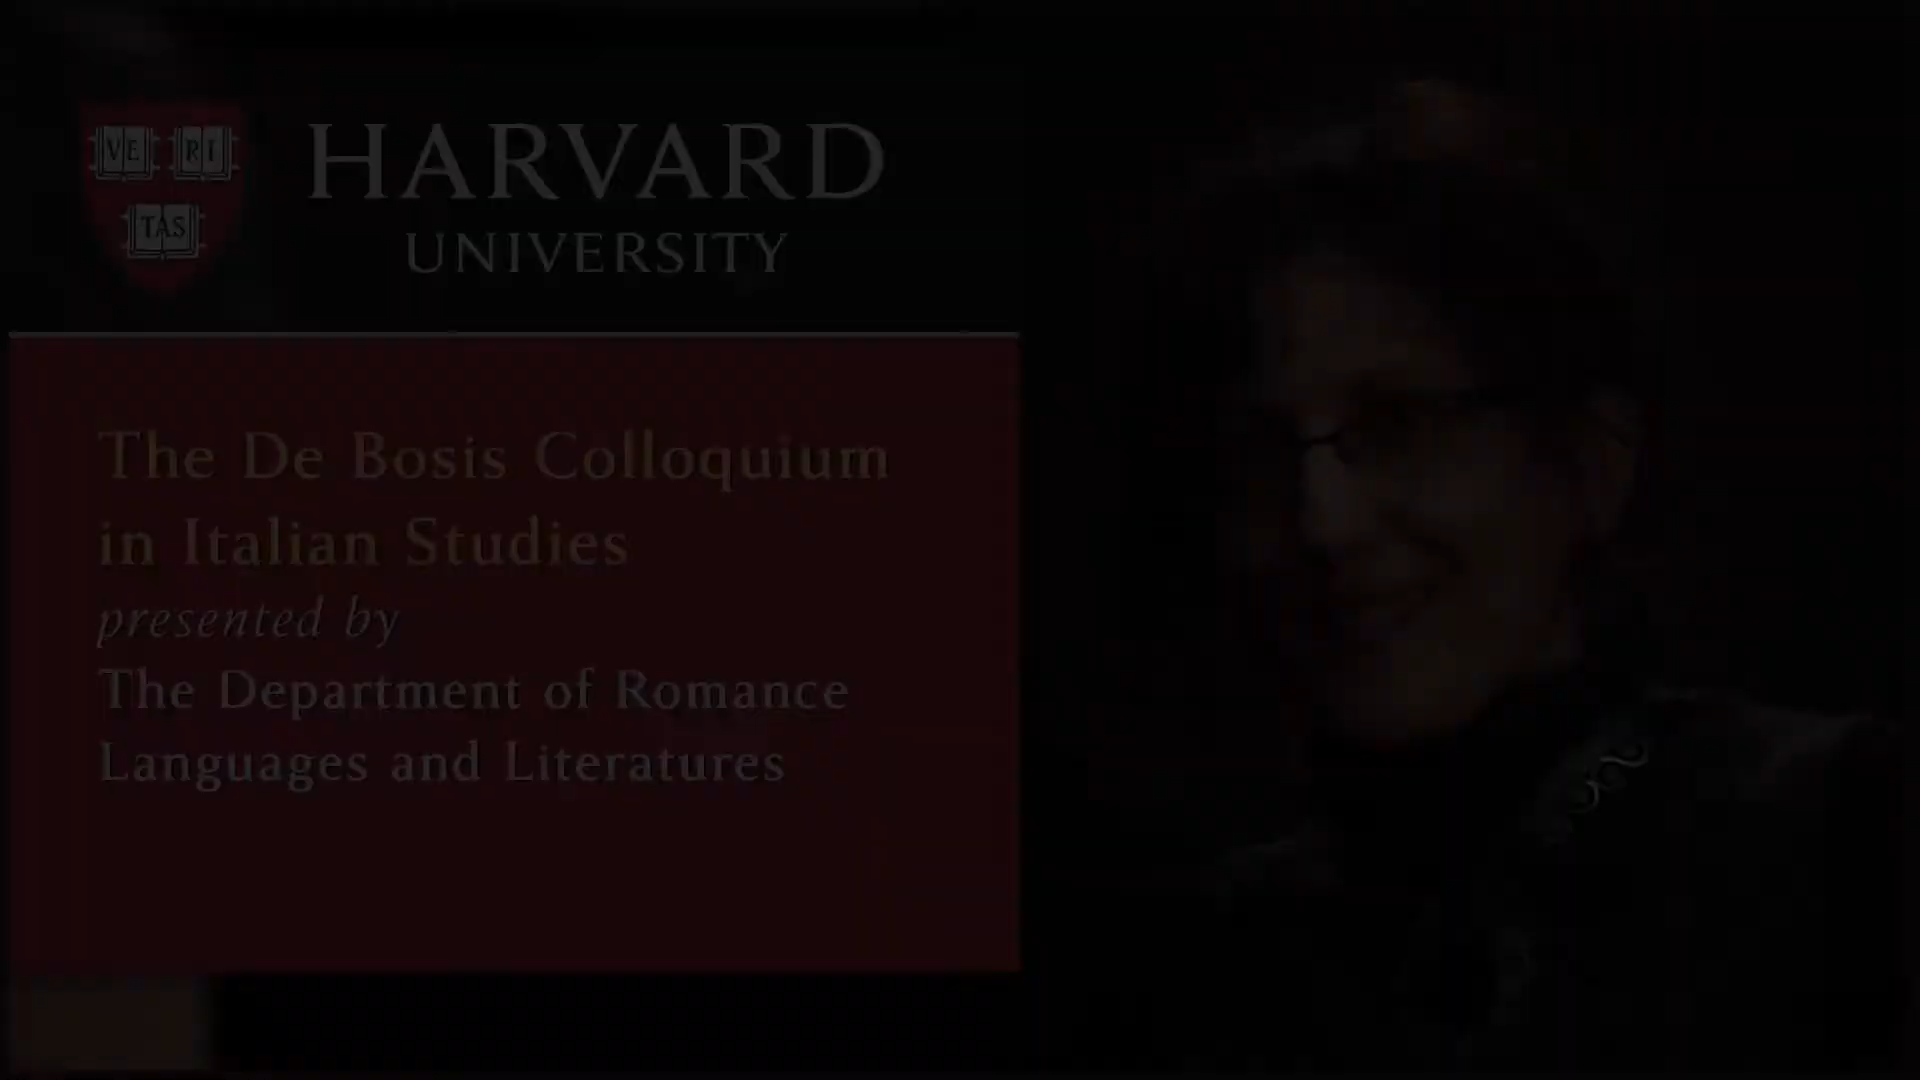 VE RI
TAS
HARVARD
UNIVERSITY
The De Bosis Colloquium
in Italian Studies
presented by
The Department of Romance
Languages and Literatures